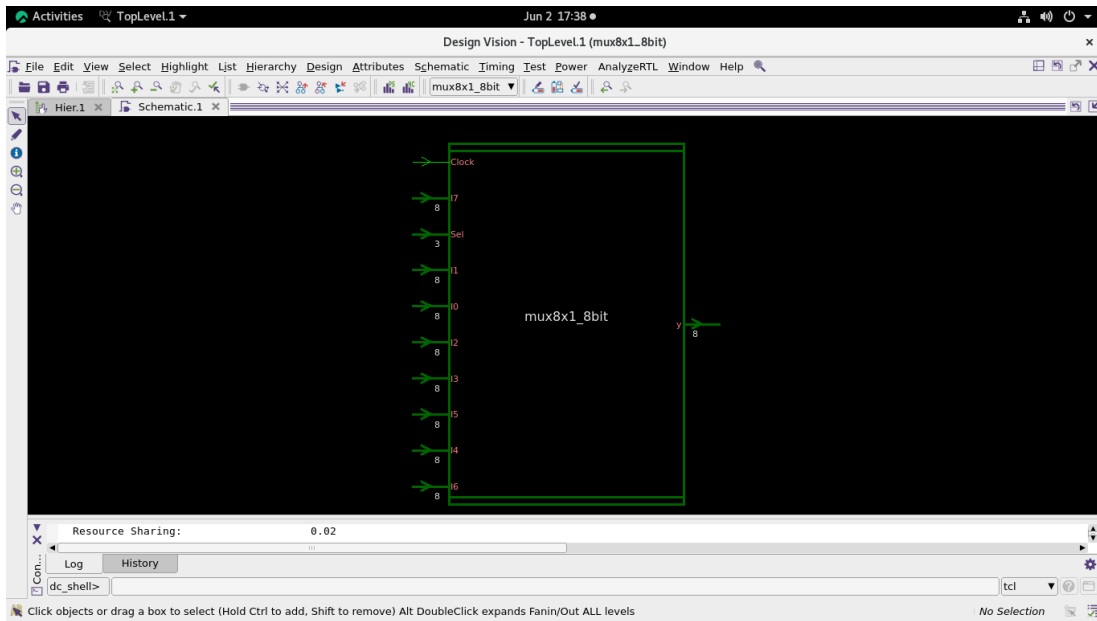 Activities TopLevel.1 Jun 2 17:38
Design Vision - TopLevel.1 (mux8x1_8bit)
File Edit View Select Highlight List Hierarchy Design Attributes Schematic Timing Test Power AnalyzeRTL Window Help
mux8x1_8bit
Hier.1 Schematic.1
Clock
I7
8
Sel
3
I1
8
I0
8
mux8x1_8bit
y
8
I2
8
I3
8
I5
8
I4
8
I6
8
Resource Sharing: 0.02
Log History
Con...
dc_shell> tcl
Click objects or drag a box to select (Hold Ctrl to add, Shift to remove) Alt DoubleClick expands Fanin/Out ALL levels No Selection